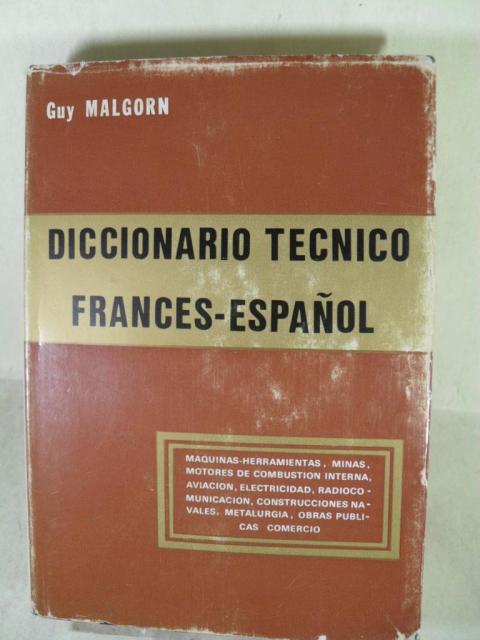 Guy MALGORN
DICCIONARIO TECNICO
FRANCES-ESPAÑOL
MAQUINAS-HERRAMIENTAS, MINAS,
MOTORES DE COMBUSTION INTERNA,
AVIACION, ELECTRICIDAD, RADIOCO-
MUNICACION, CONSTRUCCIONES NA-
VALES, METALURGIA, OBRAS PUBLI-
CAS COMERCIO